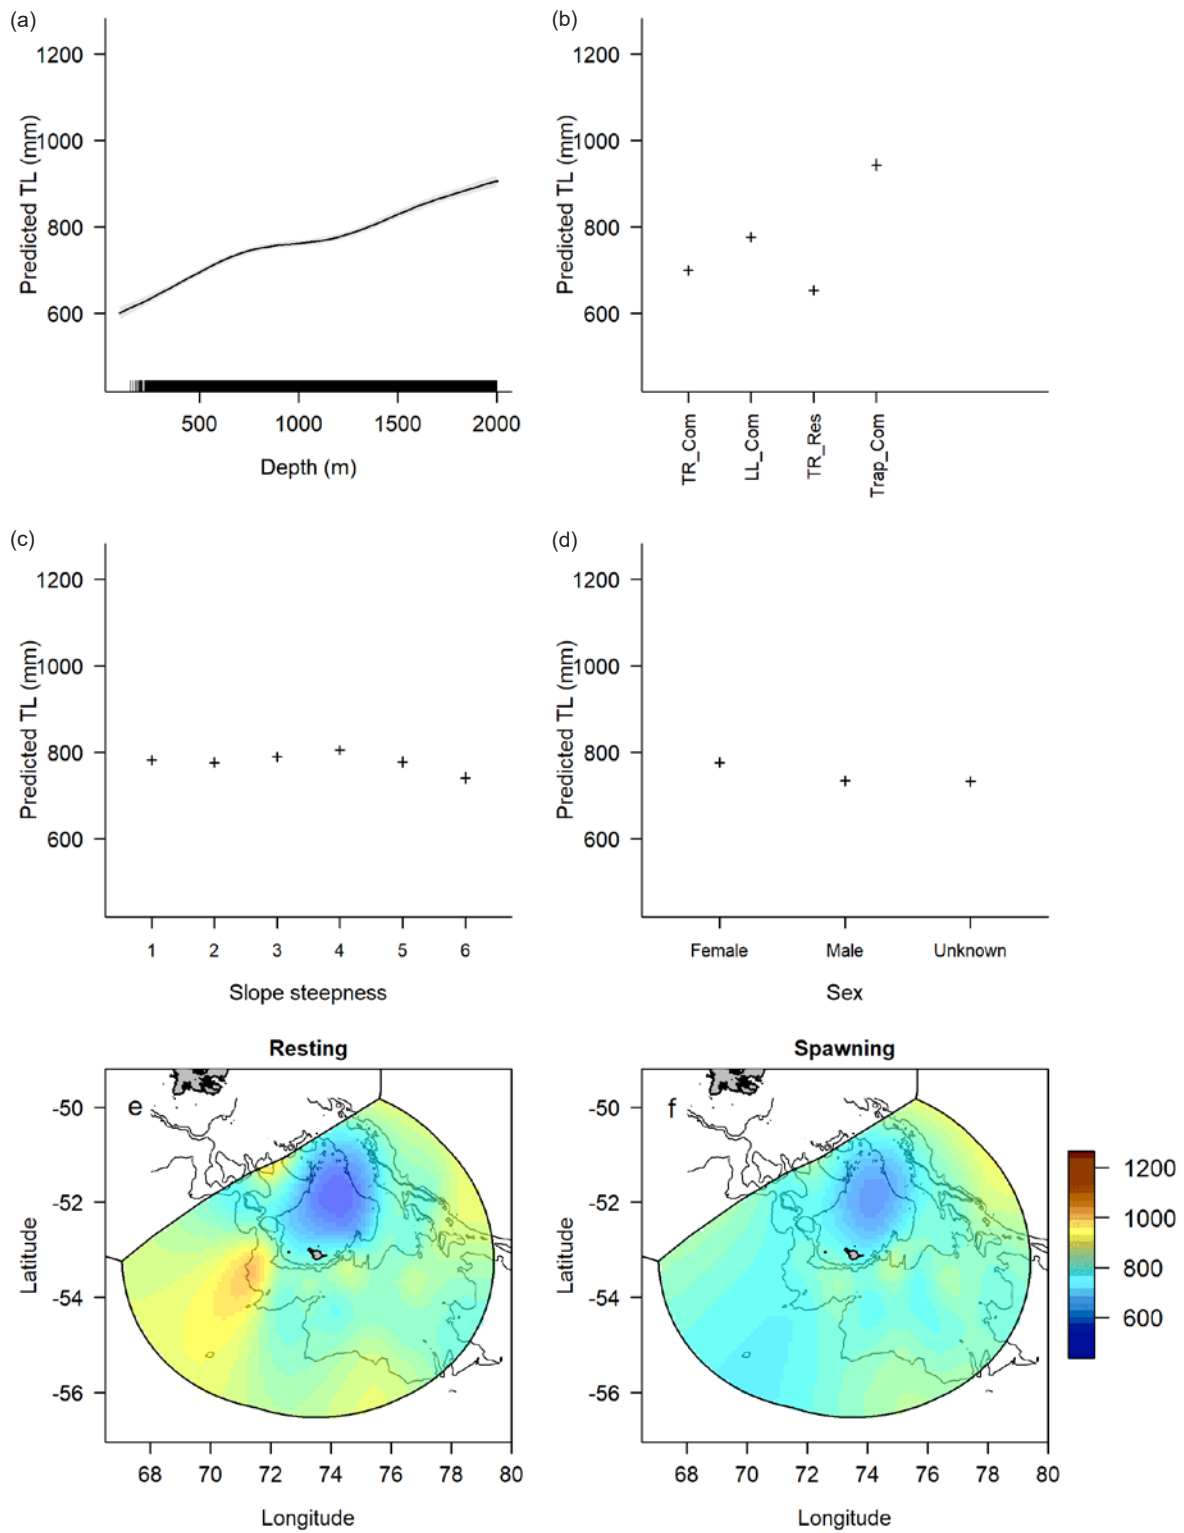 (a)
1200
1000
800
600
Predicted TL (mm)
500 1000 1500 2000
Depth (m)
(b)
1200
1000
800
600
Predicted TL (mm)
TR_Com
LL_Com
TR_Res
Trap_Com
(c)
1200
1000
800
600
Predicted TL (mm)
1 2 3 4 5 6
Slope steepness
(d)
1200
1000
800
600
Predicted TL (mm)
Female Male Unknown
Sex
Resting
e
-50
-52
-54
-56
Latitude
68 70 72 74 76 78 80
Longitude
Spawning
f
-50
-52
-54
-56
Latitude
68 70 72 74 76 78 80
Longitude
1200
1000
800
600